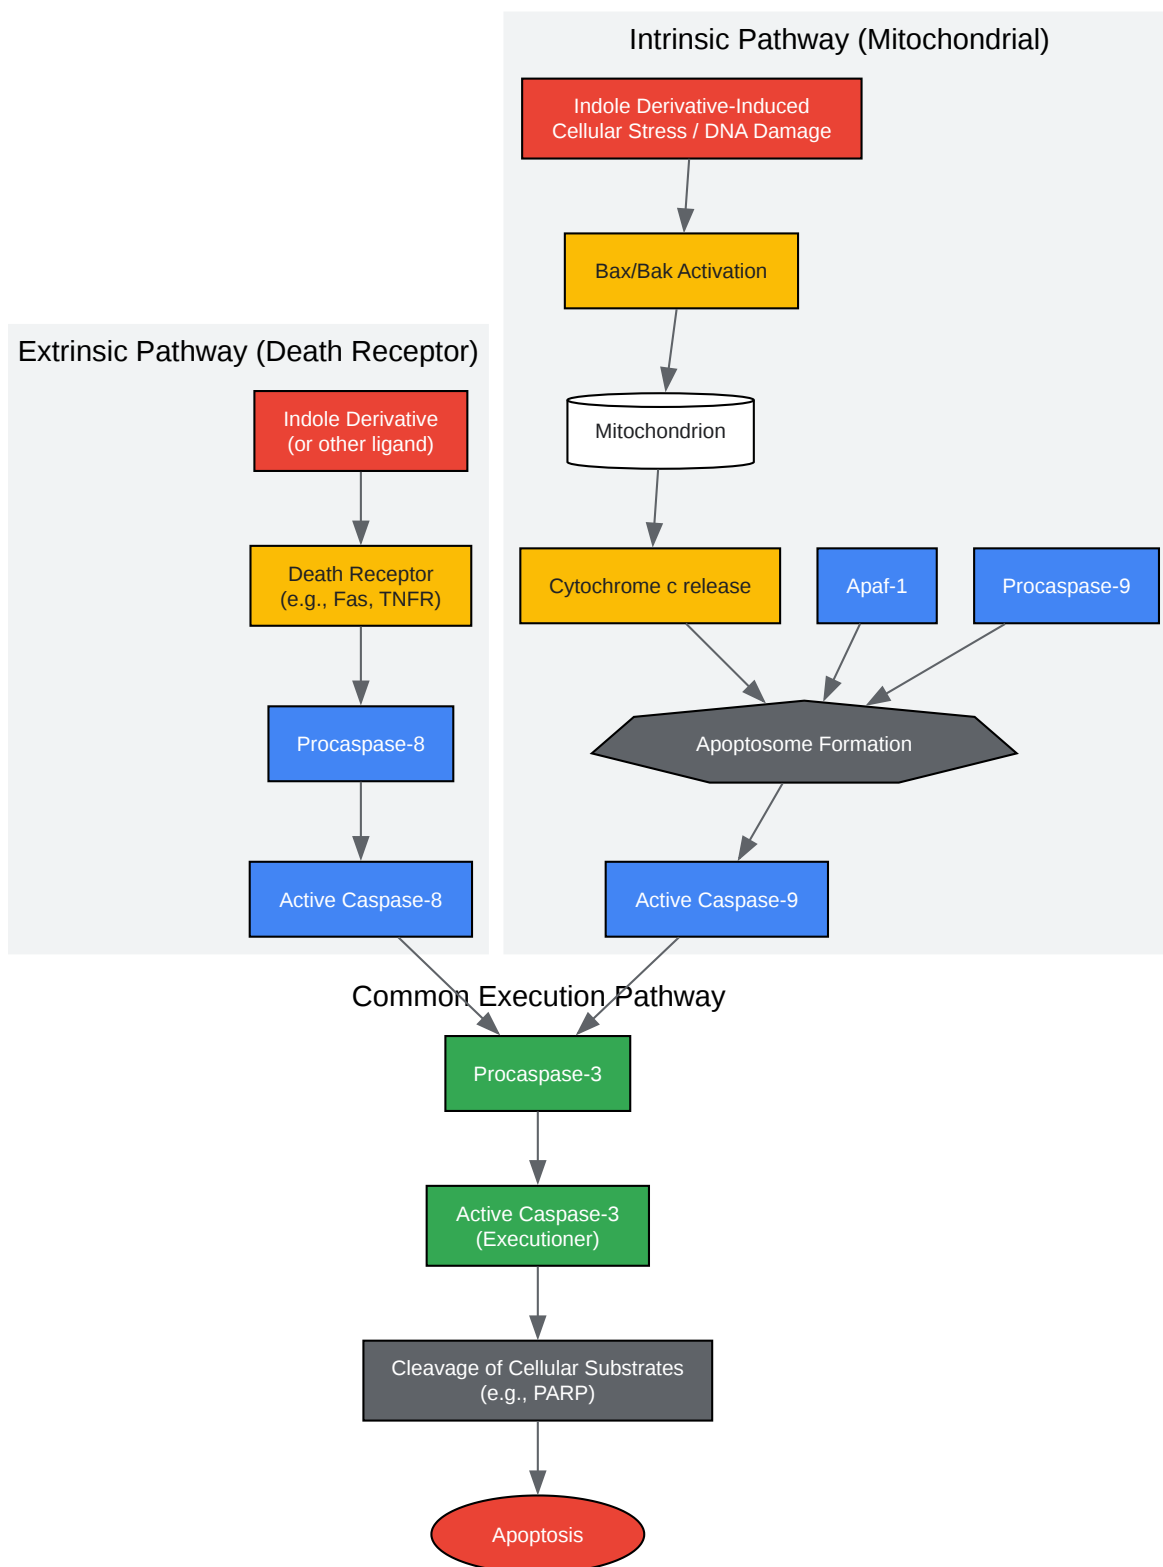 Intrinsic Pathway (Mitochondrial)
Indole Derivative-Induced
Cellular Stress / DNA Damage
Bax/Bak Activation
Mitochondrion
Cytochrome c release
Apaf-1
Procaspase-9
Apoptosome Formation
Active Caspase-9
Extrinsic Pathway (Death Receptor)
Indole Derivative
(or other ligand)
Death Receptor
(e.g., Fas, TNFR)
Procaspase-8
Active Caspase-8
Common Execution Pathway
Procaspase-3
Active Caspase-3
(Executioner)
Cleavage of Cellular Substrates
(e.g., PARP)
Apoptosis